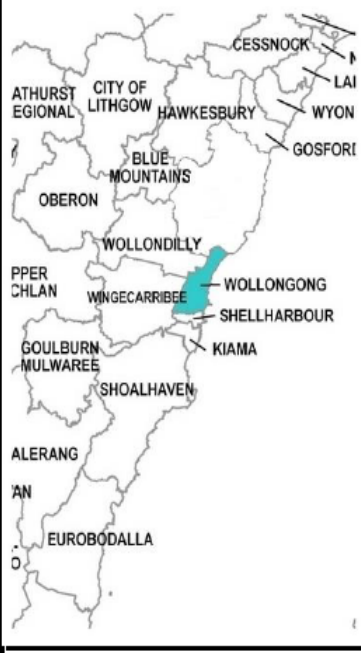 CESSNOCK
N
LAI
CITY OF
LITHGOW
ATHURST
EGIONAL
HAWKESBURY
WYON
GOSFORD
BLUE
MOUNTAINS
OBERON
WOLLONDILLY
PPER
CHLAN
WINGECARRIBEE
WOLLONGONG
SHELLHARBOUR
KIAMA
GOULBURN
MULWAREE
SHOALHAVEN
ALERANG
AN
EUROBODALLA
O